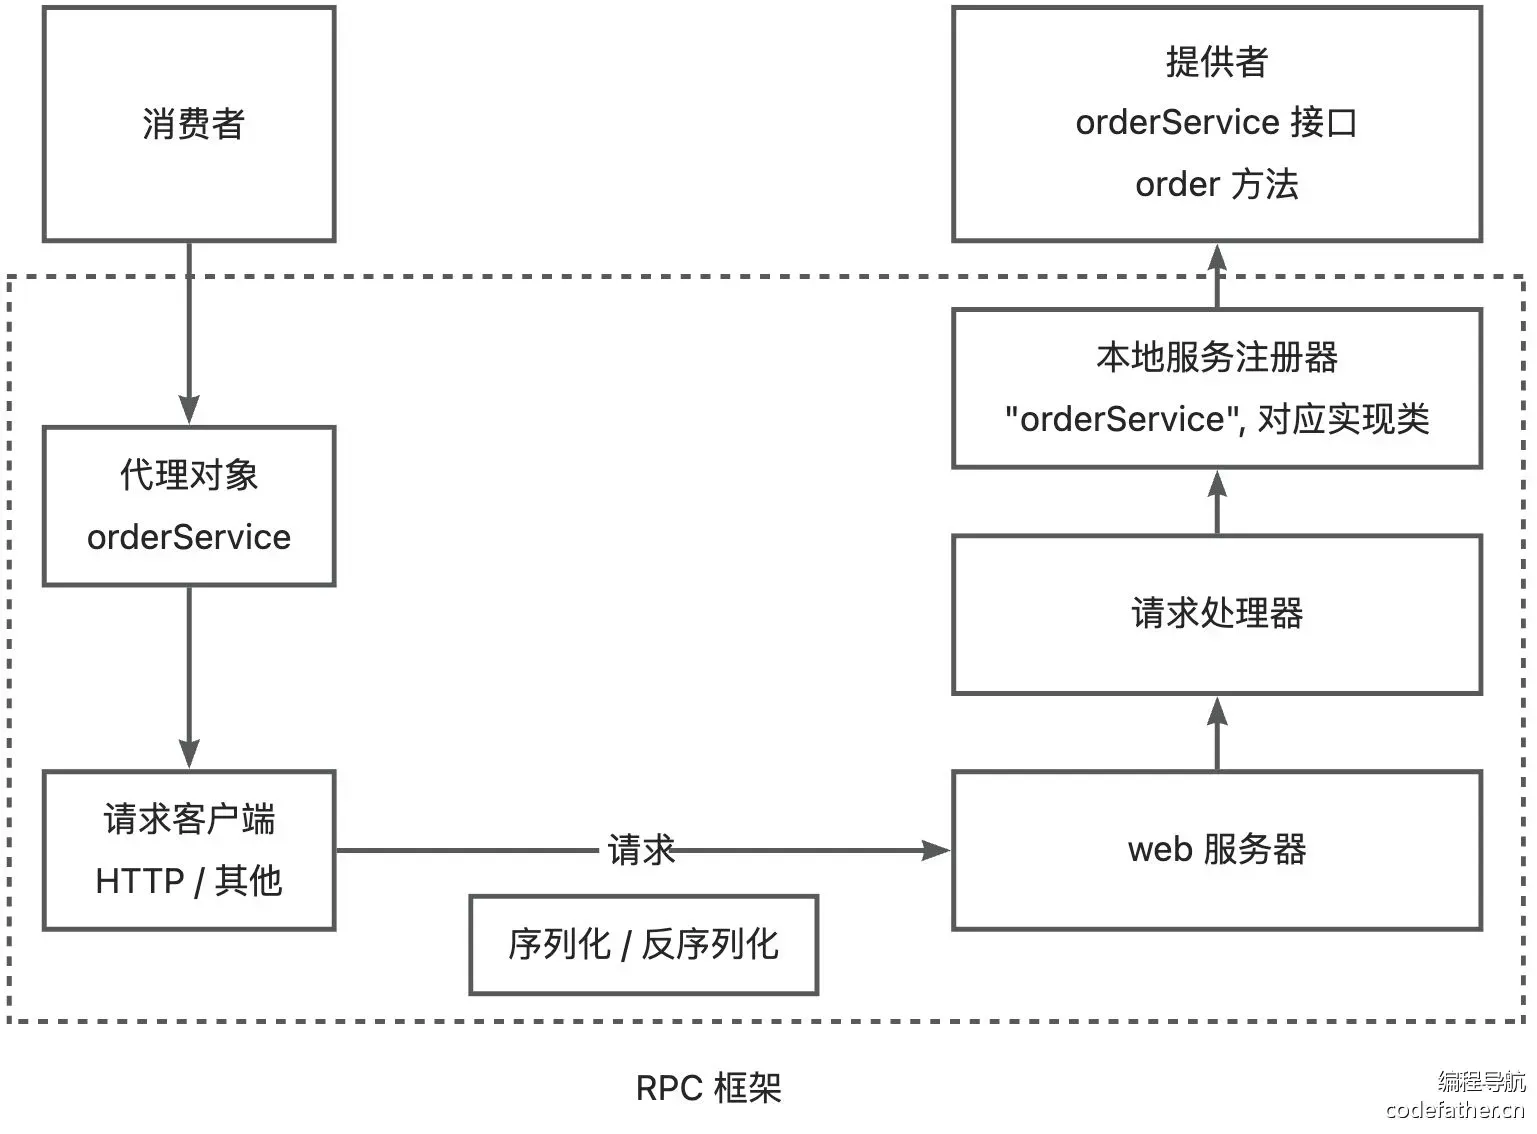 消费者
提供者
orderService 接口
order 方法
代理对象
orderService
本地服务注册器
"orderService", 对应实现类
请求处理器
请求客户端
HTTP / 其他
请求
web 服务器
序列化 / 反序列化
RPC 框架
编程导航
codefather.cn